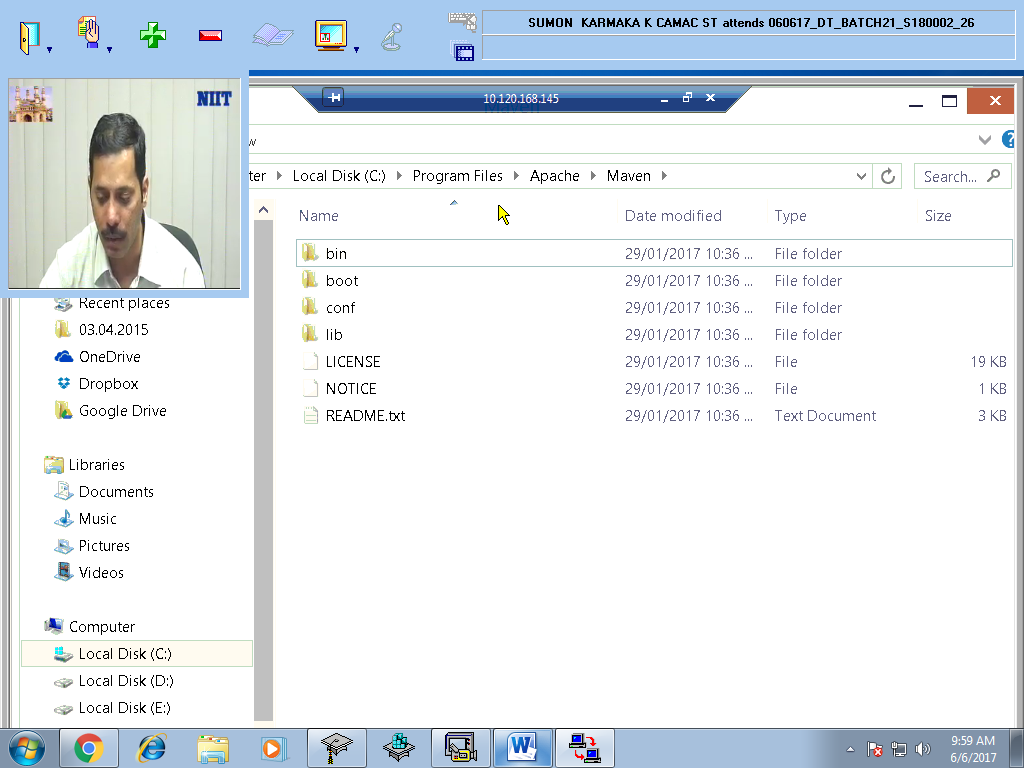 SUMON KARMAKA K CAMAC ST attends 060617_DT_BATCH21_S180002_26
NIIT
10.120.168.145
w
ter Local Disk (C:) Program Files Apache Maven Search...
Name Date modified Type Size
bin 29/01/2017 10:36 ... File folder
boot 29/01/2017 10:36 ... File folder
conf 29/01/2017 10:36 ... File folder
lib 29/01/2017 10:36 ... File folder
LICENSE 29/01/2017 10:36 ... File 19 KB
NOTICE 29/01/2017 10:36 ... File 1 KB
README.txt 29/01/2017 10:36 ... Text Document 3 KB
Recent places
03.04.2015
OneDrive
Dropbox
Google Drive
Libraries
Documents
Music
Pictures
Videos
Computer
Local Disk (C:)
Local Disk (D:)
Local Disk (E:)
9:59 AM
6/6/2017